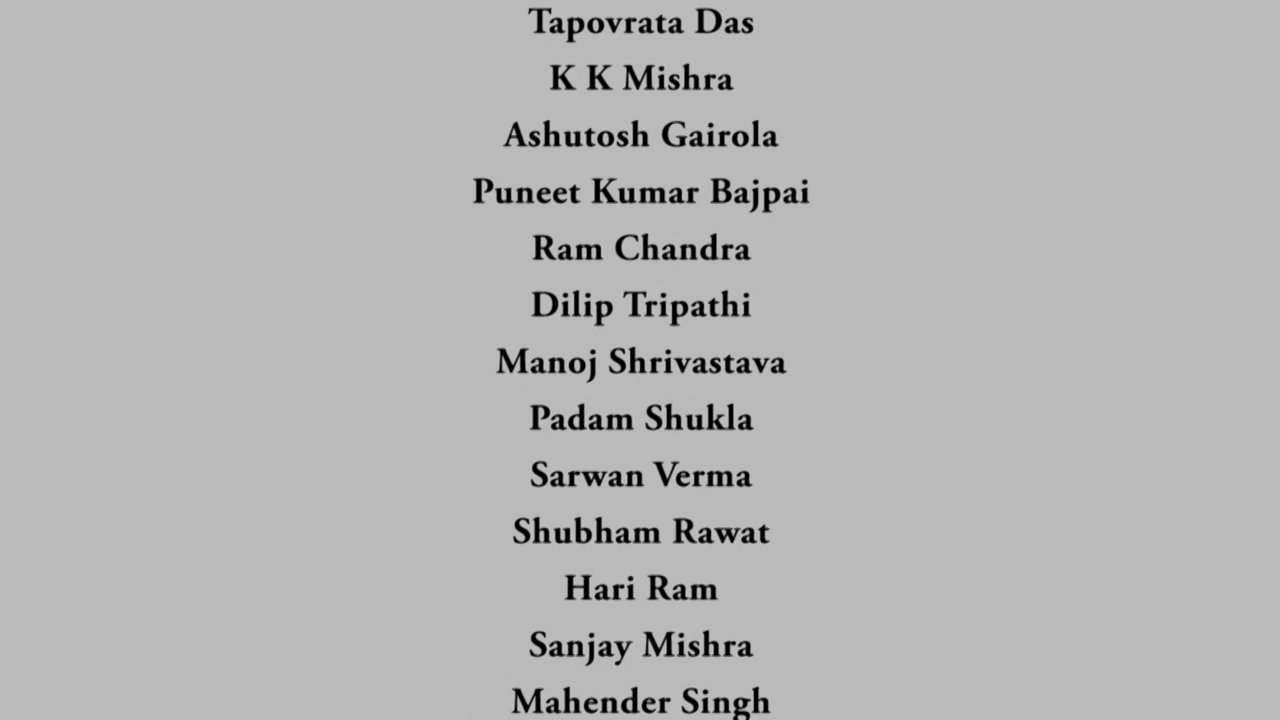 Tapovrata Das
K K Mishra
Ashutosh Gairola
Puneet Kumar Bajpai
Ram Chandra
Dilip Tripathi
Manoj Shrivastava
Padam Shukla
Sarwan Verma
Shubham Rawat
Hari Ram
Sanjay Mishra
Mahender Singh